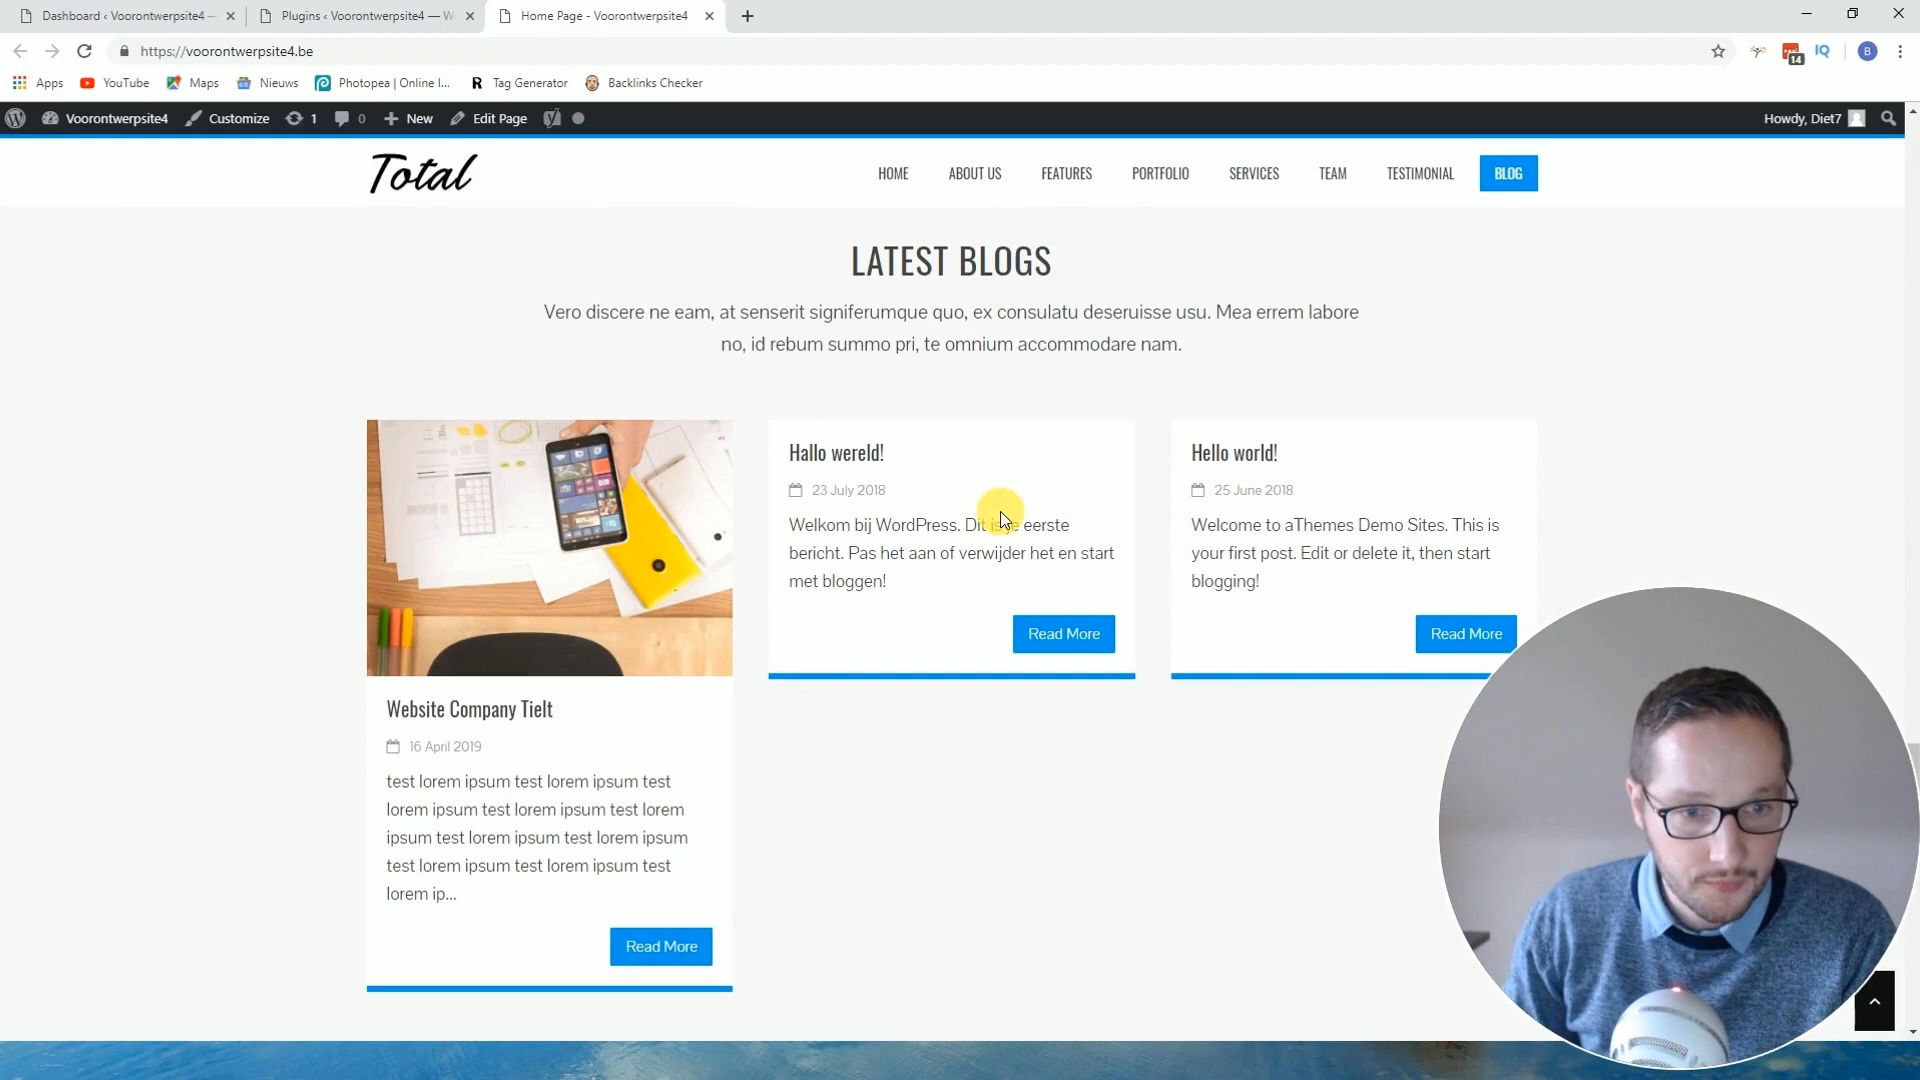 Dashboard ‹ Voorontwerpsite4 —
Plugins ‹ Voorontwerpsite4 — W
Home Page - Voorontwerpsite4
https://voorontwerpsite4.be
14
IQ
B
Apps
YouTube
Maps
Nieuws
Photopea | Online I...
R Tag Generator
Backlinks Checker
Voorontwerpsite4
Customize
1
0
New
Edit Page
Howdy, Diet7
Total
HOME
ABOUT US
FEATURES
PORTFOLIO
SERVICES
TEAM
TESTIMONIAL
BLOG
LATEST BLOGS
Vero discere ne eam, at senserit signiferumque quo, ex consulatu deseruisse usu. Mea errem labore
no, id rebum summo pri, te omnium accommodare nam.
Website Company Tielt
16 April 2019
test lorem ipsum test lorem ipsum test
lorem ipsum test lorem ipsum test lorem
ipsum test lorem ipsum test lorem ipsum
test lorem ipsum test lorem ipsum test
lorem ip...
Read More
Hallo wereld!
23 July 2018
Welkom bij WordPress. Dit is je eerste
bericht. Pas het aan of verwijder het en start
met bloggen!
Read More
Hello world!
25 June 2018
Welcome to aThemes Demo Sites. This is
your first post. Edit or delete it, then start
blogging!
Read More